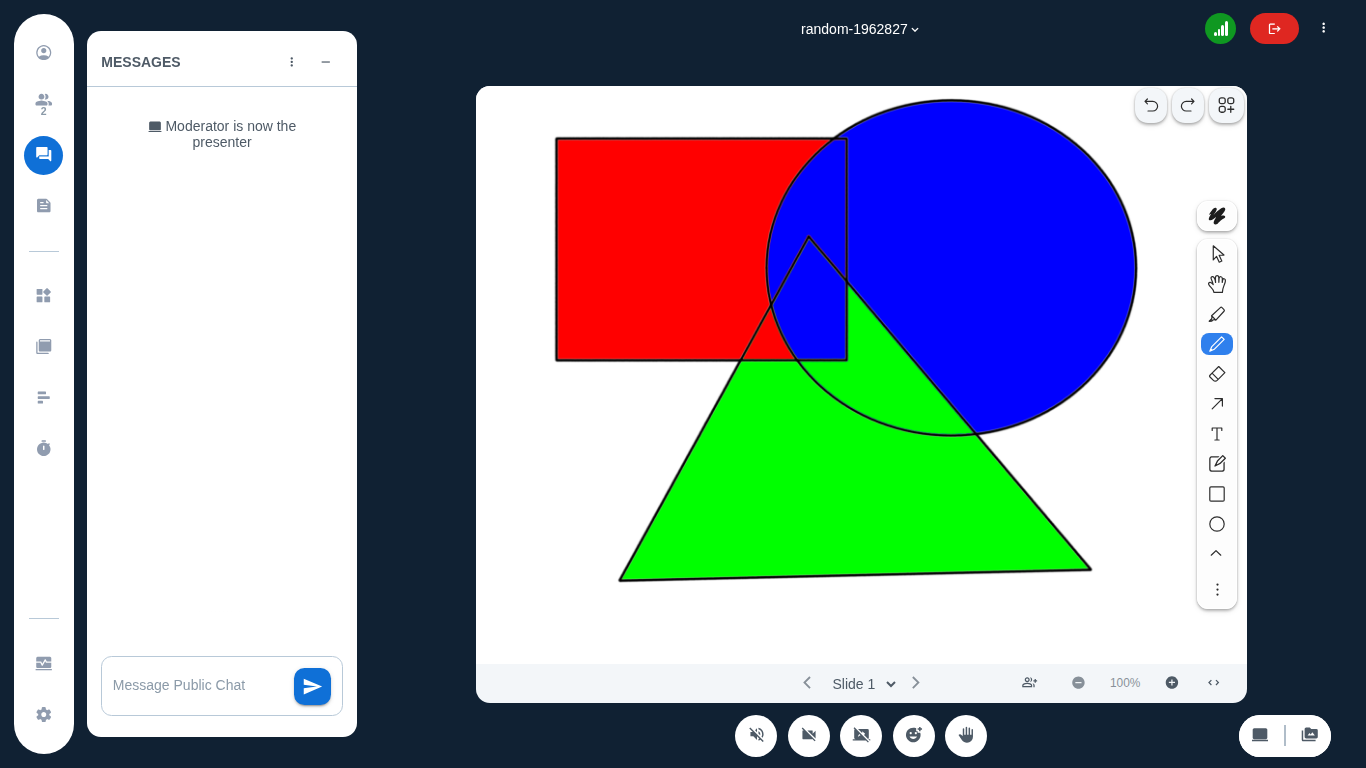 random-1962827
MESSAGES
2
Moderator is now the
presenter
T
Message Public Chat
Slide 1
100%